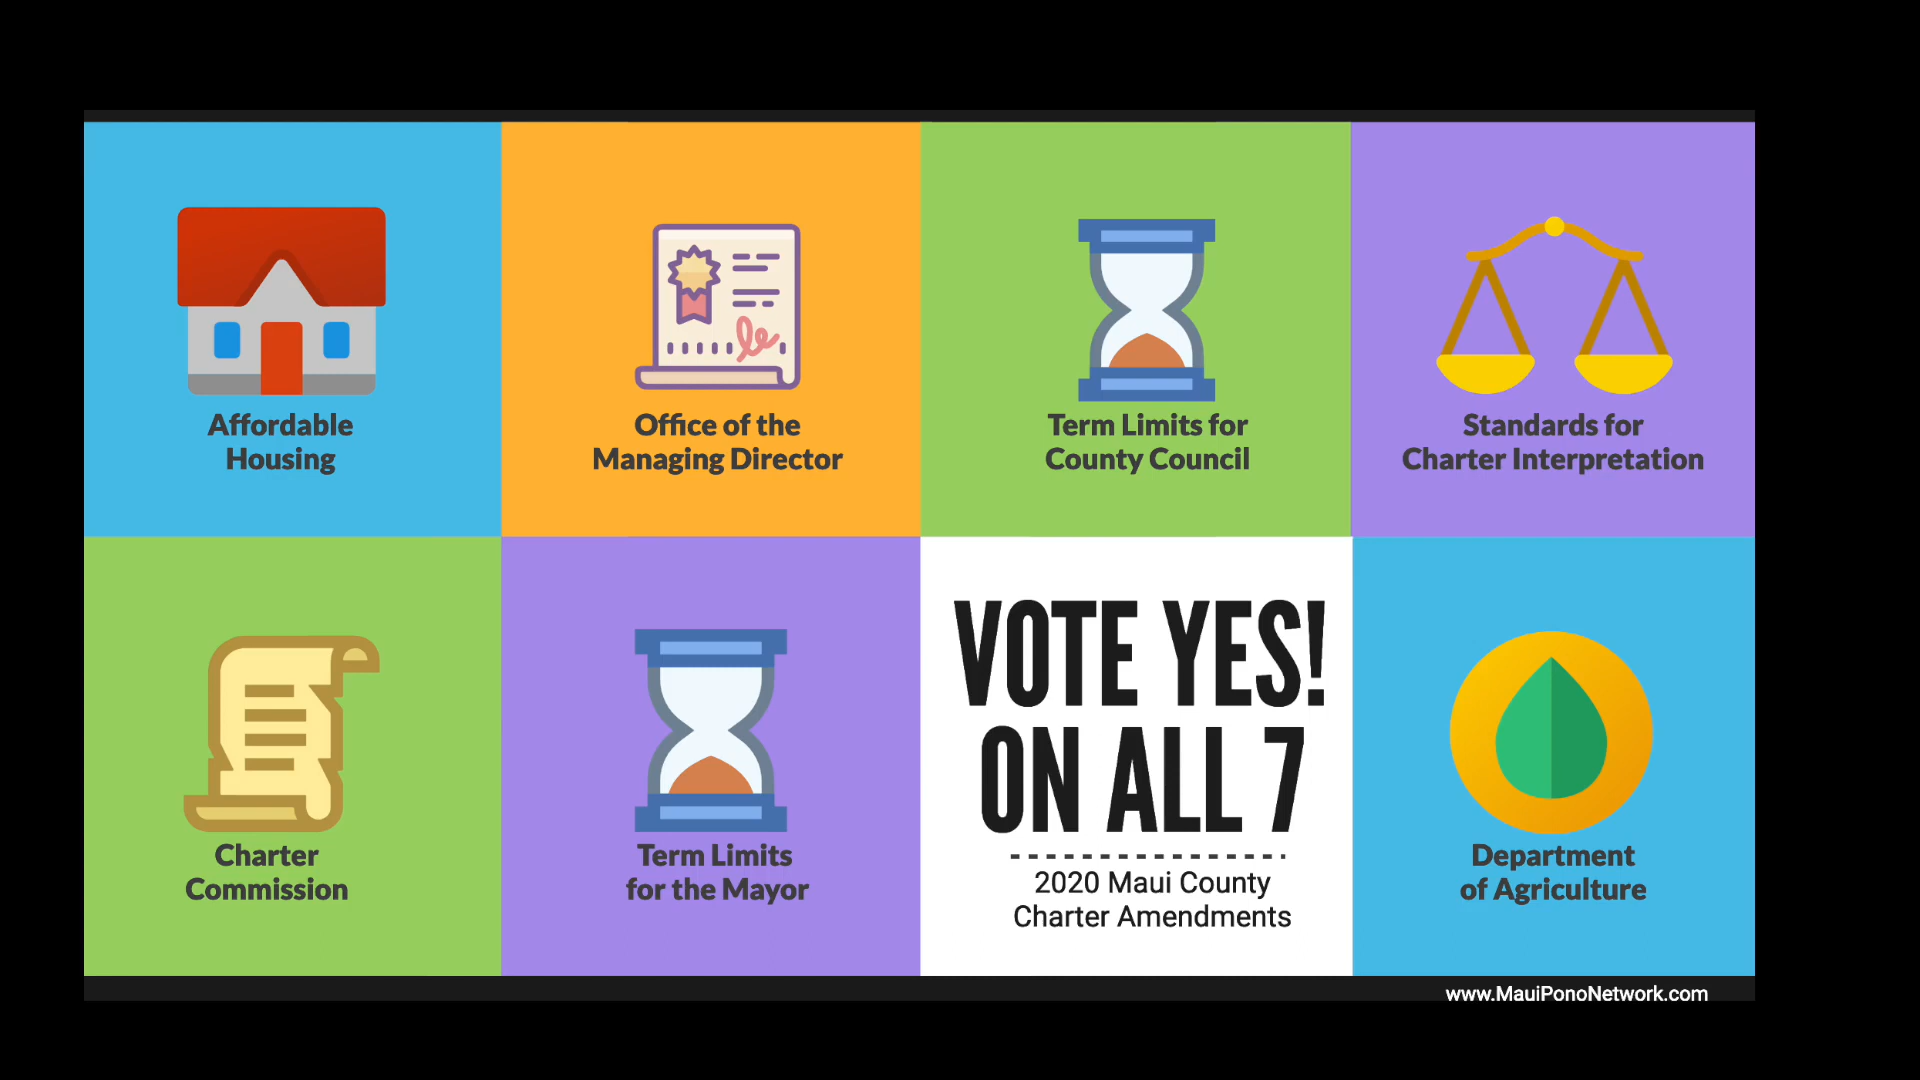 Affordable
Housing
Office of the
Managing Director
Term Limits for
County Council
Standards for
Charter Interpretation
Charter
Commission
Term Limits
for the Mayor
VOTE YES!
ON ALL 7
2020 Maui County
Charter Amendments
Department
of Agriculture
www.MauiPonoNetwork.com